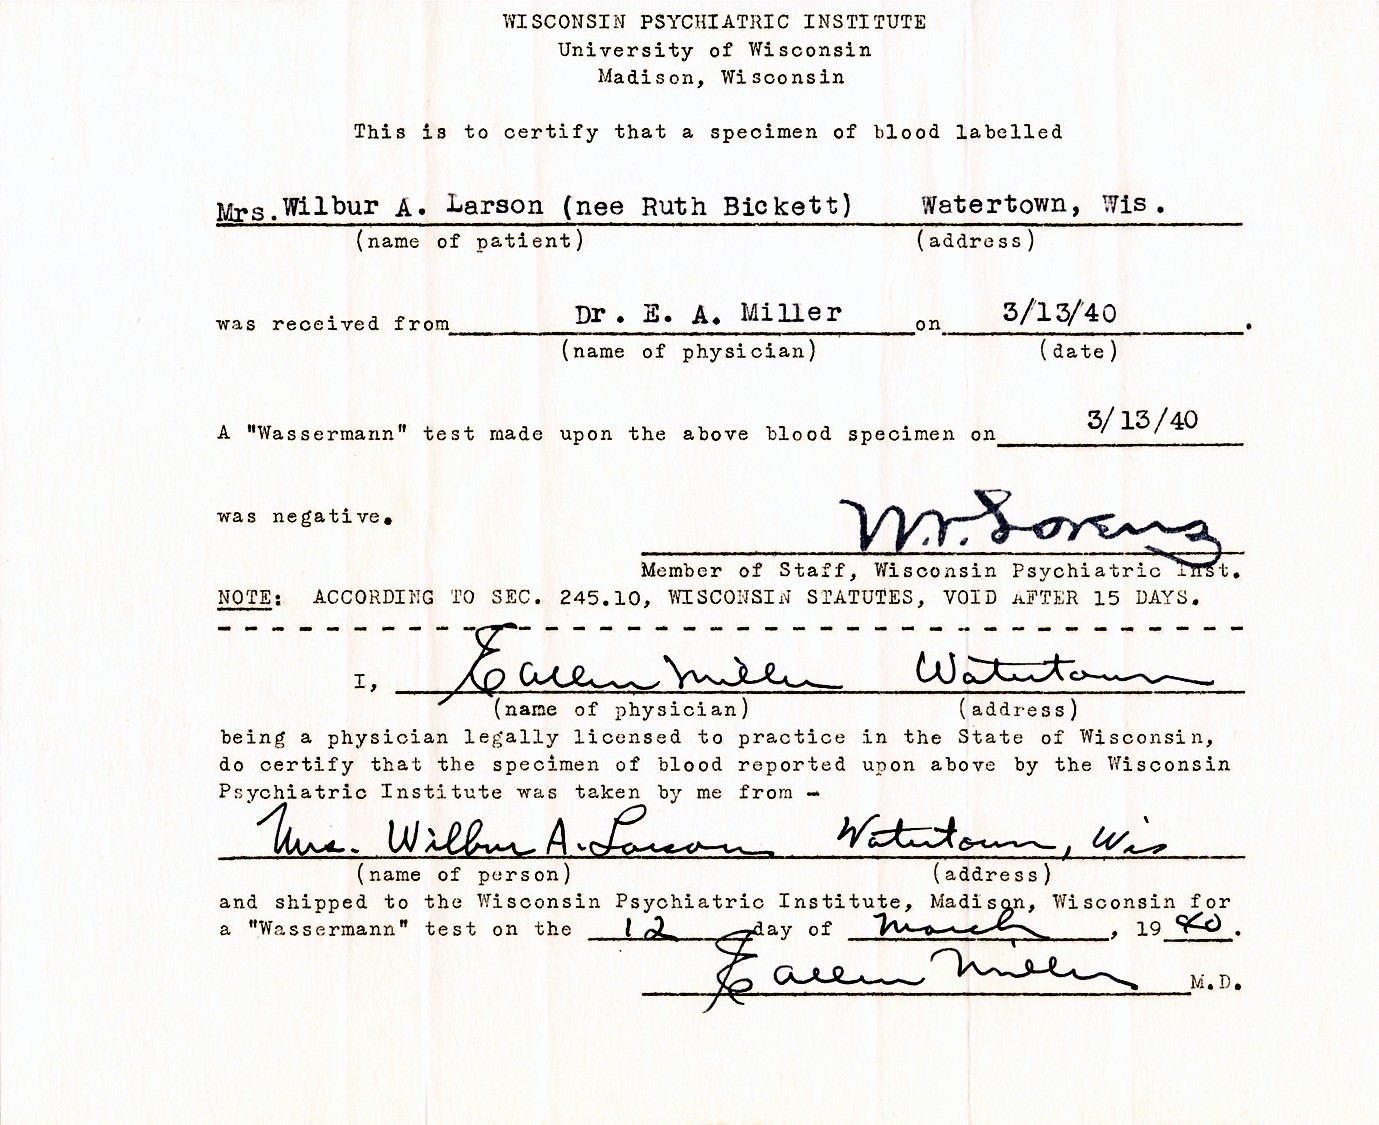 WISCONSIN PSYCHIATRIC INSTITUTE
University of Wisconsin
Madison, Wisconsin
This is to certify that a specimen of blood labelled
Mrs. Wilbur A. Larson (nee Ruth Bickett) Watertown, Wis.
(name of patient) (address)
was received from Dr. E. A. Miller on 3/13/40.
(name of physician) (date)
A "Wassermann" test made upon the above blood specimen on 3/13/40
was negative. W.F. Lorenz
Member of Staff, Wisconsin Psychiatric Inst.
NOTE: ACCORDING TO SEC. 245.10, WISCONSIN STATUTES, VOID AFTER 15 DAYS.
I, E Allen Miller Watertown
(name of physician) (address)
being a physician legally licensed to practice in the State of Wisconsin,
do certify that the specimen of blood reported upon above by the Wisconsin
Psychiatric Institute was taken by me from -
Mrs. Wilbur A. Larson Watertown, Wis
(name of person) (address)
and shipped to the Wisconsin Psychiatric Institute, Madison, Wisconsin for
a "Wassermann" test on the 12 day of March, 1940.
E Allen Miller M.D.